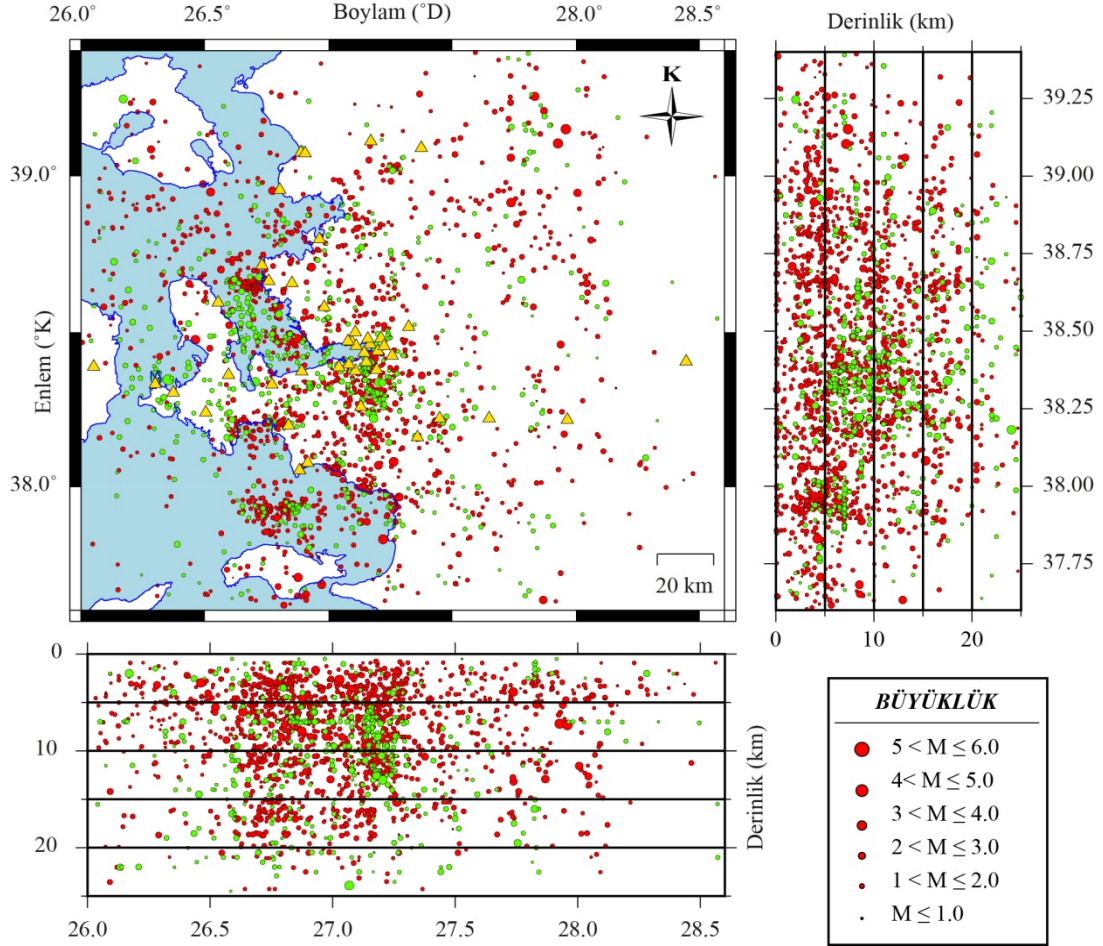 Boylam (°D)
26.0° 26.5° 28.0° 28.5°
Derinlik (km)
K
39.0°
38.0°
Enlem (°K)
20 km
39.25
39.00
38.75
38.50
38.25
38.00
37.75
0 10 20
0
10
20
Derinlik (km)
26.0 26.5 27.0 27.5 28.0 28.5
BÜYÜKLÜK
5 < M ≤ 6.0
4< M ≤ 5.0
3 < M ≤ 4.0
2 < M ≤ 3.0
1 < M ≤ 2.0
M ≤ 1.0